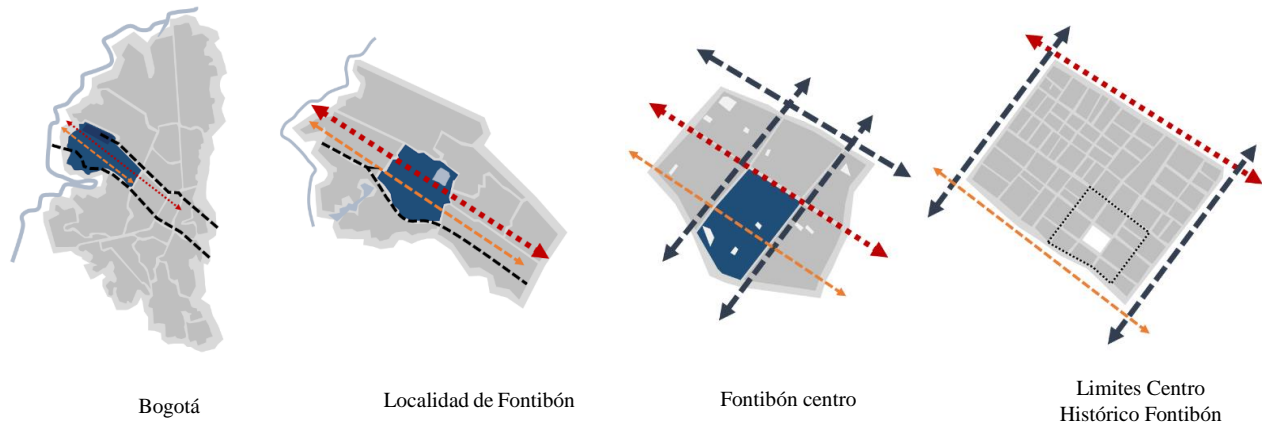 Bogotá
Localidad de Fontibón
Fontibón centro
Limites Centro
Histórico Fontibón